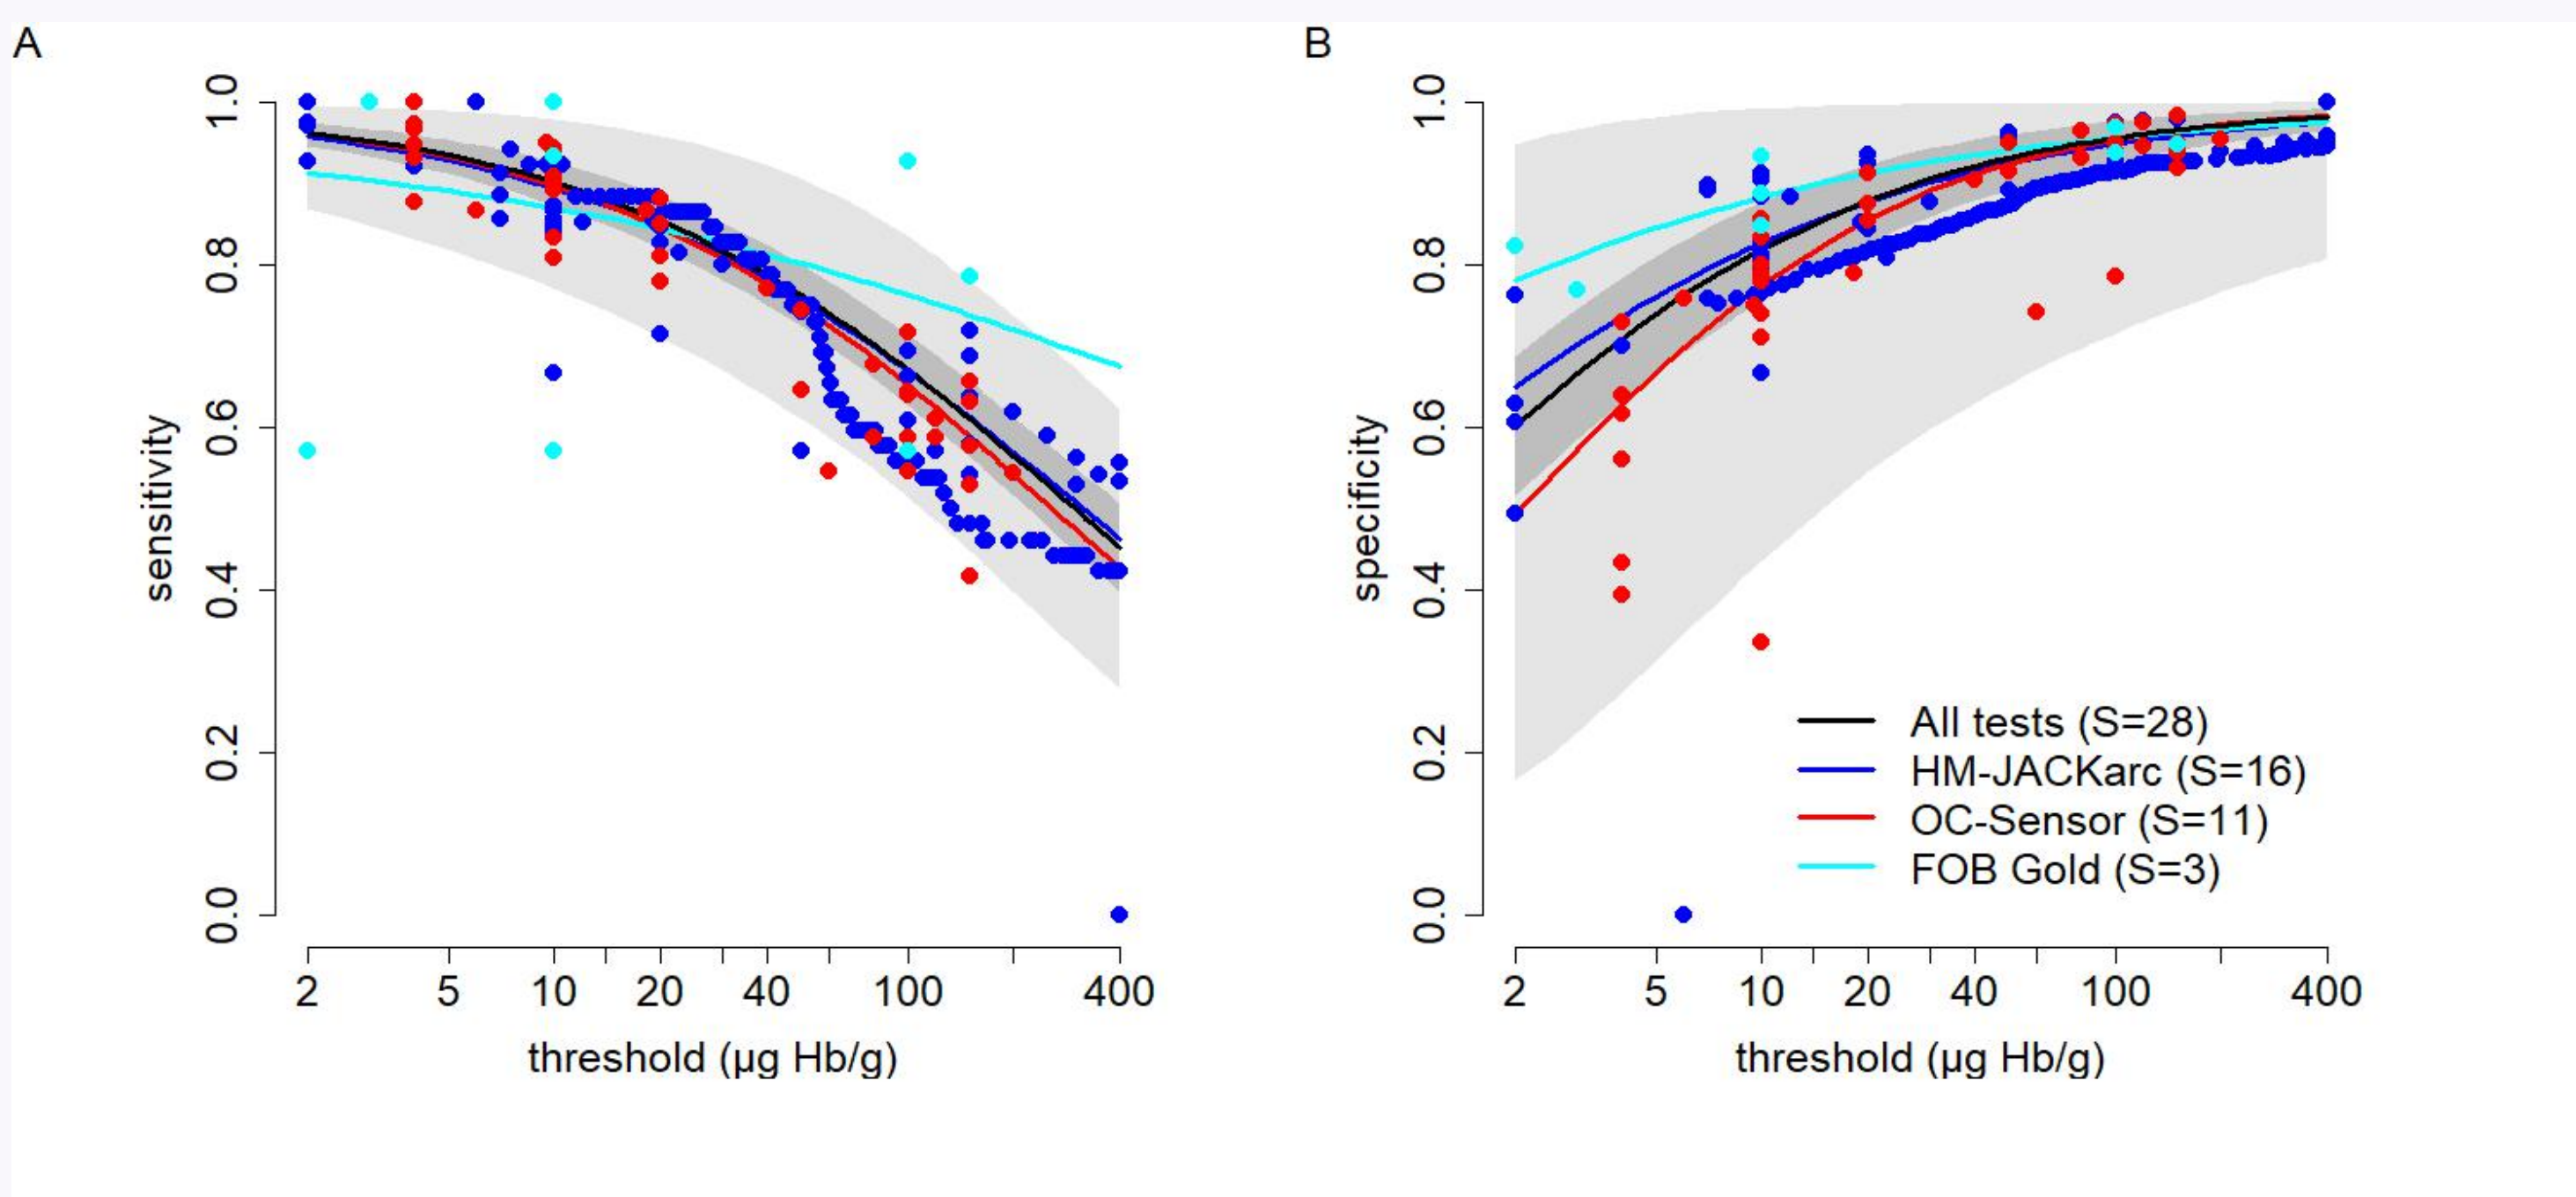 A
1.0
0.8
0.6
0.4
0.2
0.0
sensitivity
2 5 10 20 40 100 400
threshold (µg Hb/g)
B
1.0
0.8
0.6
0.4
0.2
0.0
specificity
All tests (S=28)
HM-JACKarc (S=16)
OC-Sensor (S=11)
FOB Gold (S=3)
2 5 10 20 40 100 400
threshold (µg Hb/g)